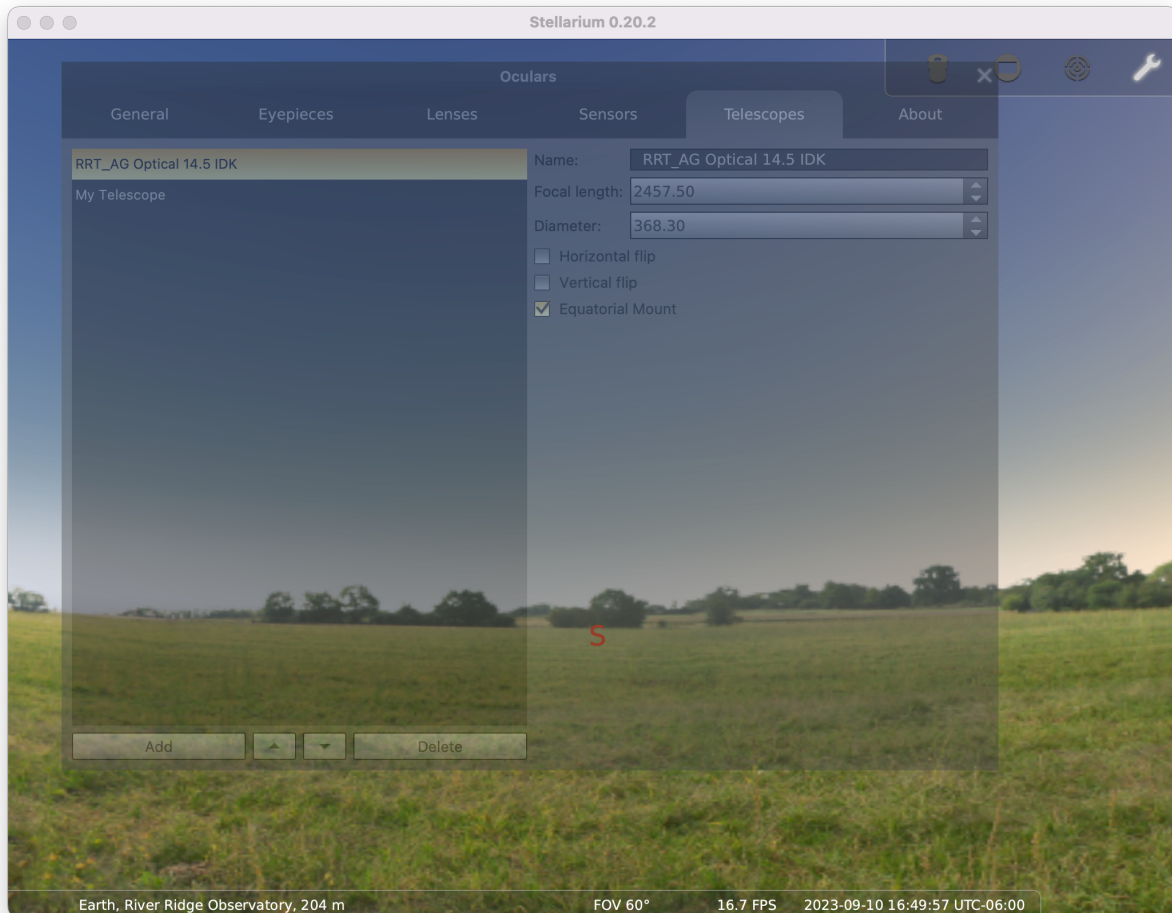 Stellarium 0.20.2
Oculars
General Eyepieces Lenses Sensors Telescopes About
RRT_AG Optical 14.5 IDK
My Telescope
Name: RRT_AG Optical 14.5 IDK
Focal length: 2457.50
Diameter: 368.30
Horizontal flip
Vertical flip
Equatorial Mount
S
Add Delete
Earth, River Ridge Observatory, 204 m FOV 60° 16.7 FPS 2023-09-10 16:49:57 UTC-06:00